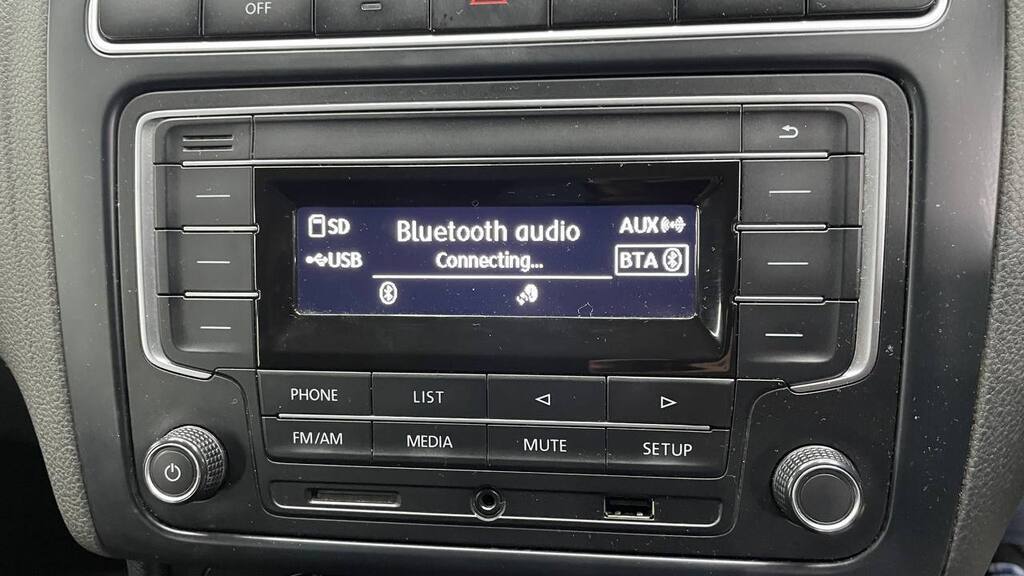 OFF
SD
Bluetooth audio
AUX
USB
Connecting...
BTA
PHONE
LIST
FM/AM
MEDIA
MUTE
SETUP